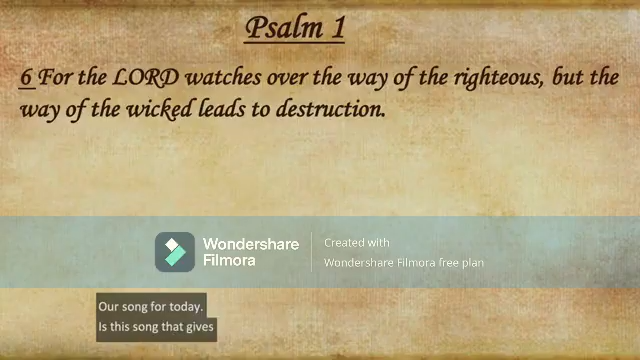 Psalm 1
6 For the LORD watches over the way of the righteous, but the
way of the wicked leads to destruction.
Wondershare
Filmora
Created with
Wondershare Filmora free plan
Our song for today.
Is this song that gives